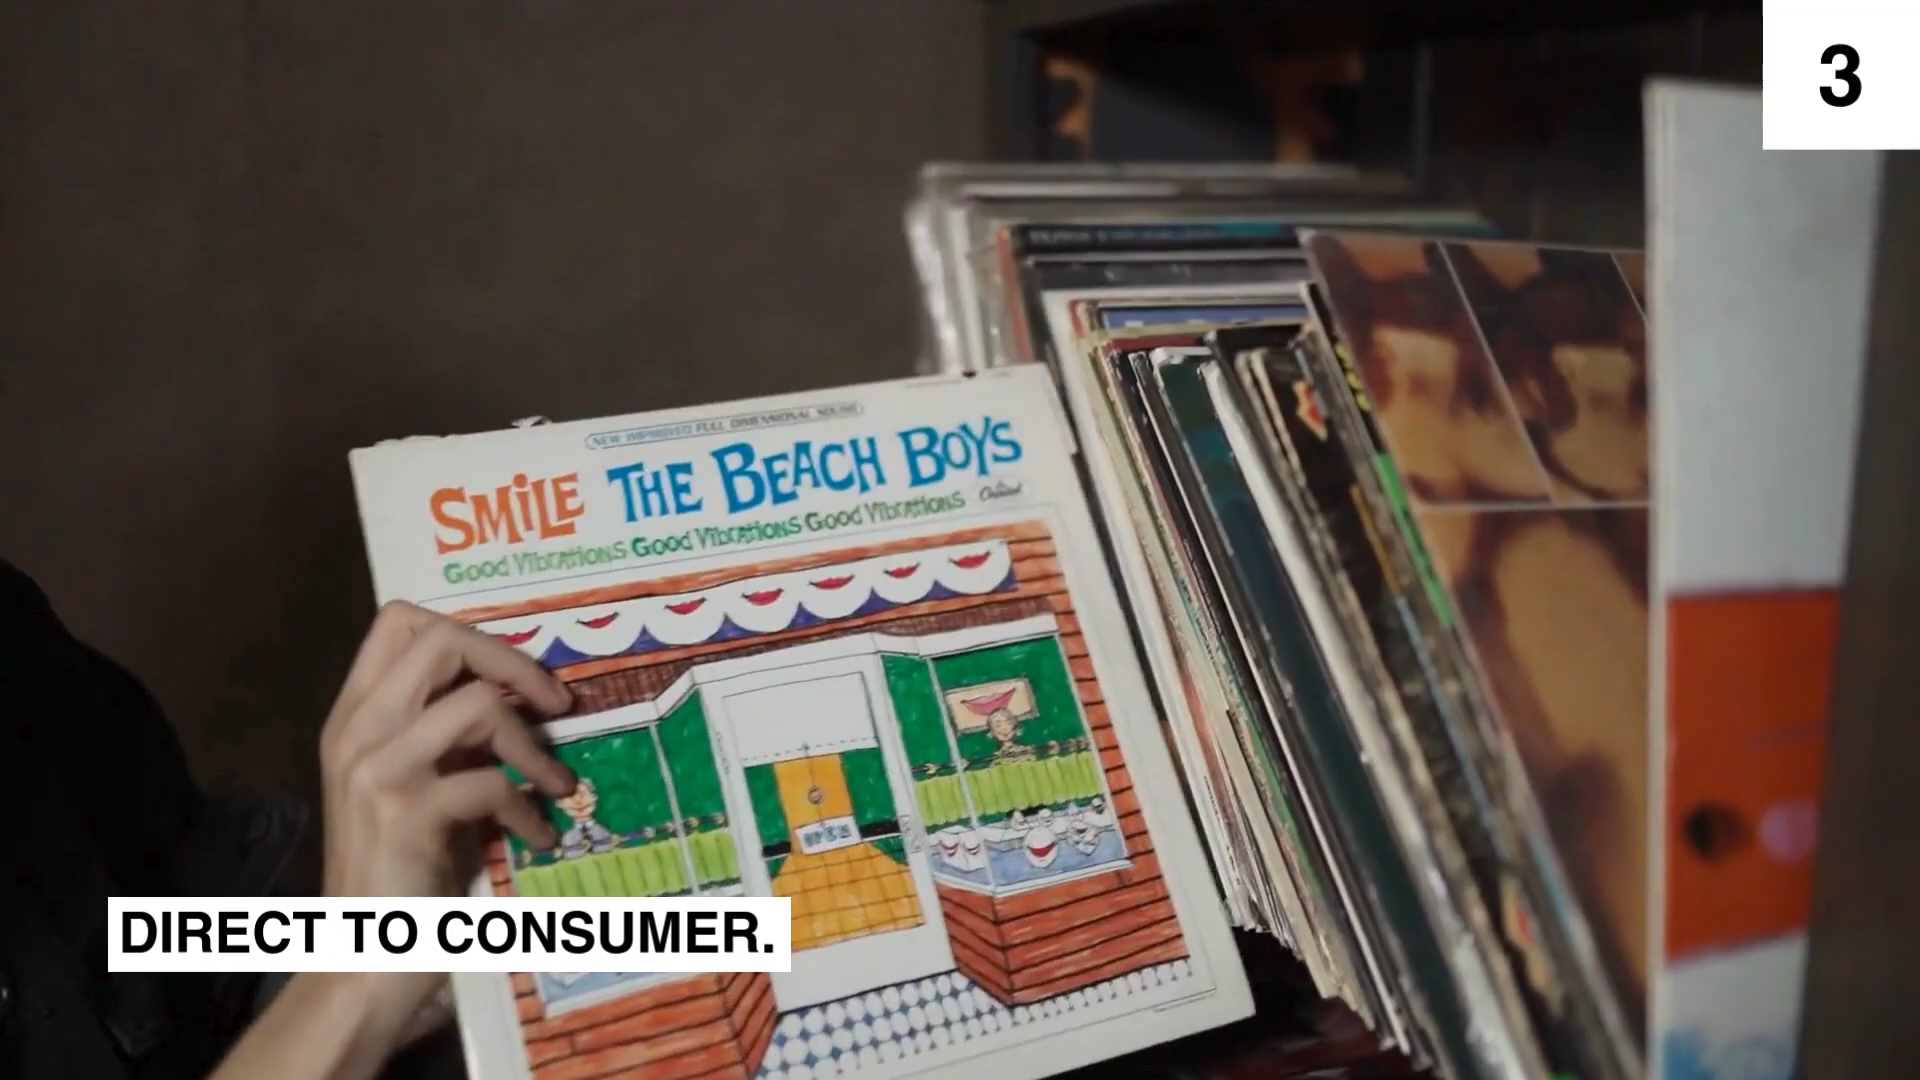 3
NEW IMPROVED FULL DIMENSIONAL SOUND
SMiLE THE BEACH BOYS
Good Vibrations Good Vibrations Good Vibrations
Capitol
OPEN
DIRECT TO CONSUMER.